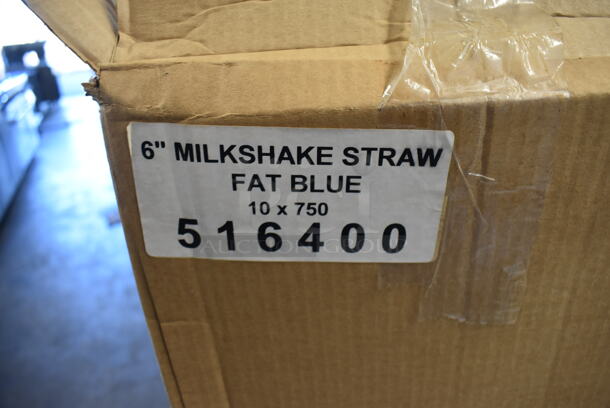 6" MILKSHAKE STRAW
FAT BLUE
10 x 750
516400